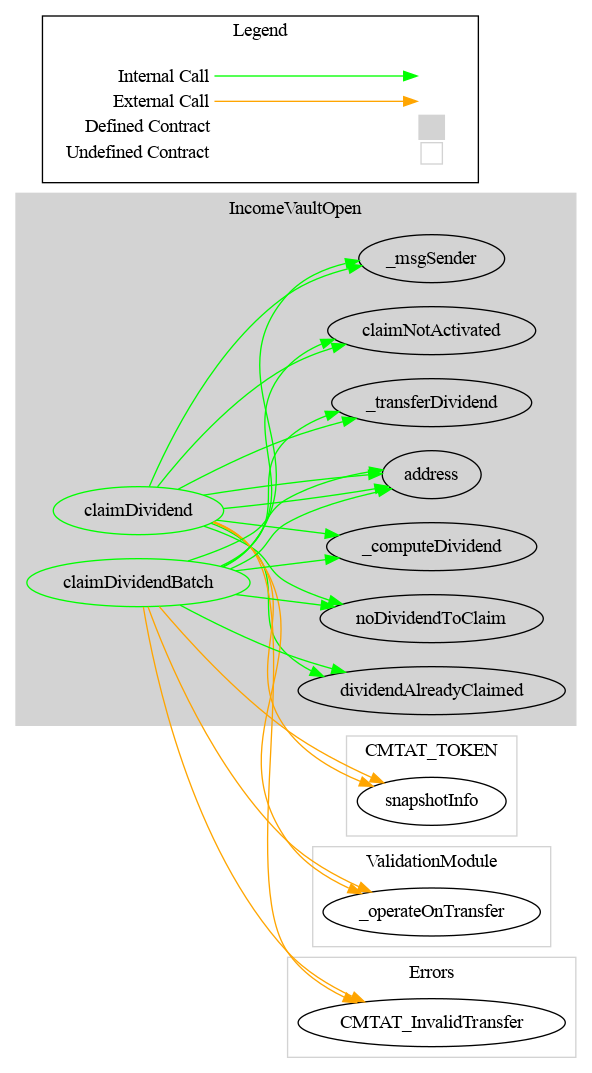 Legend
Internal Call
External Call
Defined Contract
Undefined Contract
IncomeVaultOpen
_msgSender
claimNotActivated
_transferDividend
address
claimDividend
_computeDividend
claimDividendBatch
noDividendToClaim
dividendAlreadyClaimed
CMTAT_TOKEN
snapshotInfo
ValidationModule
_operateOnTransfer
Errors
CMTAT_InvalidTransfer